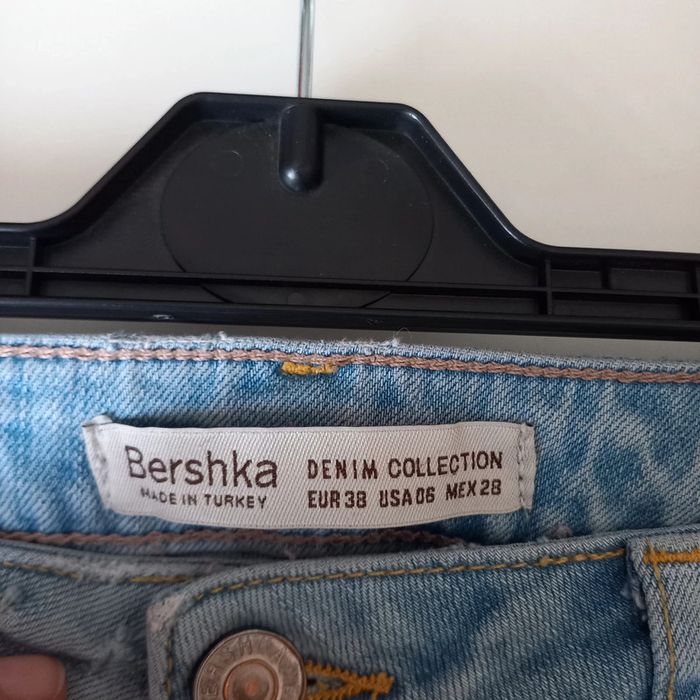 Bershka
MADE IN TURKEY
DENIM COLLECTION
EUR 38 USA 06 MEX 28